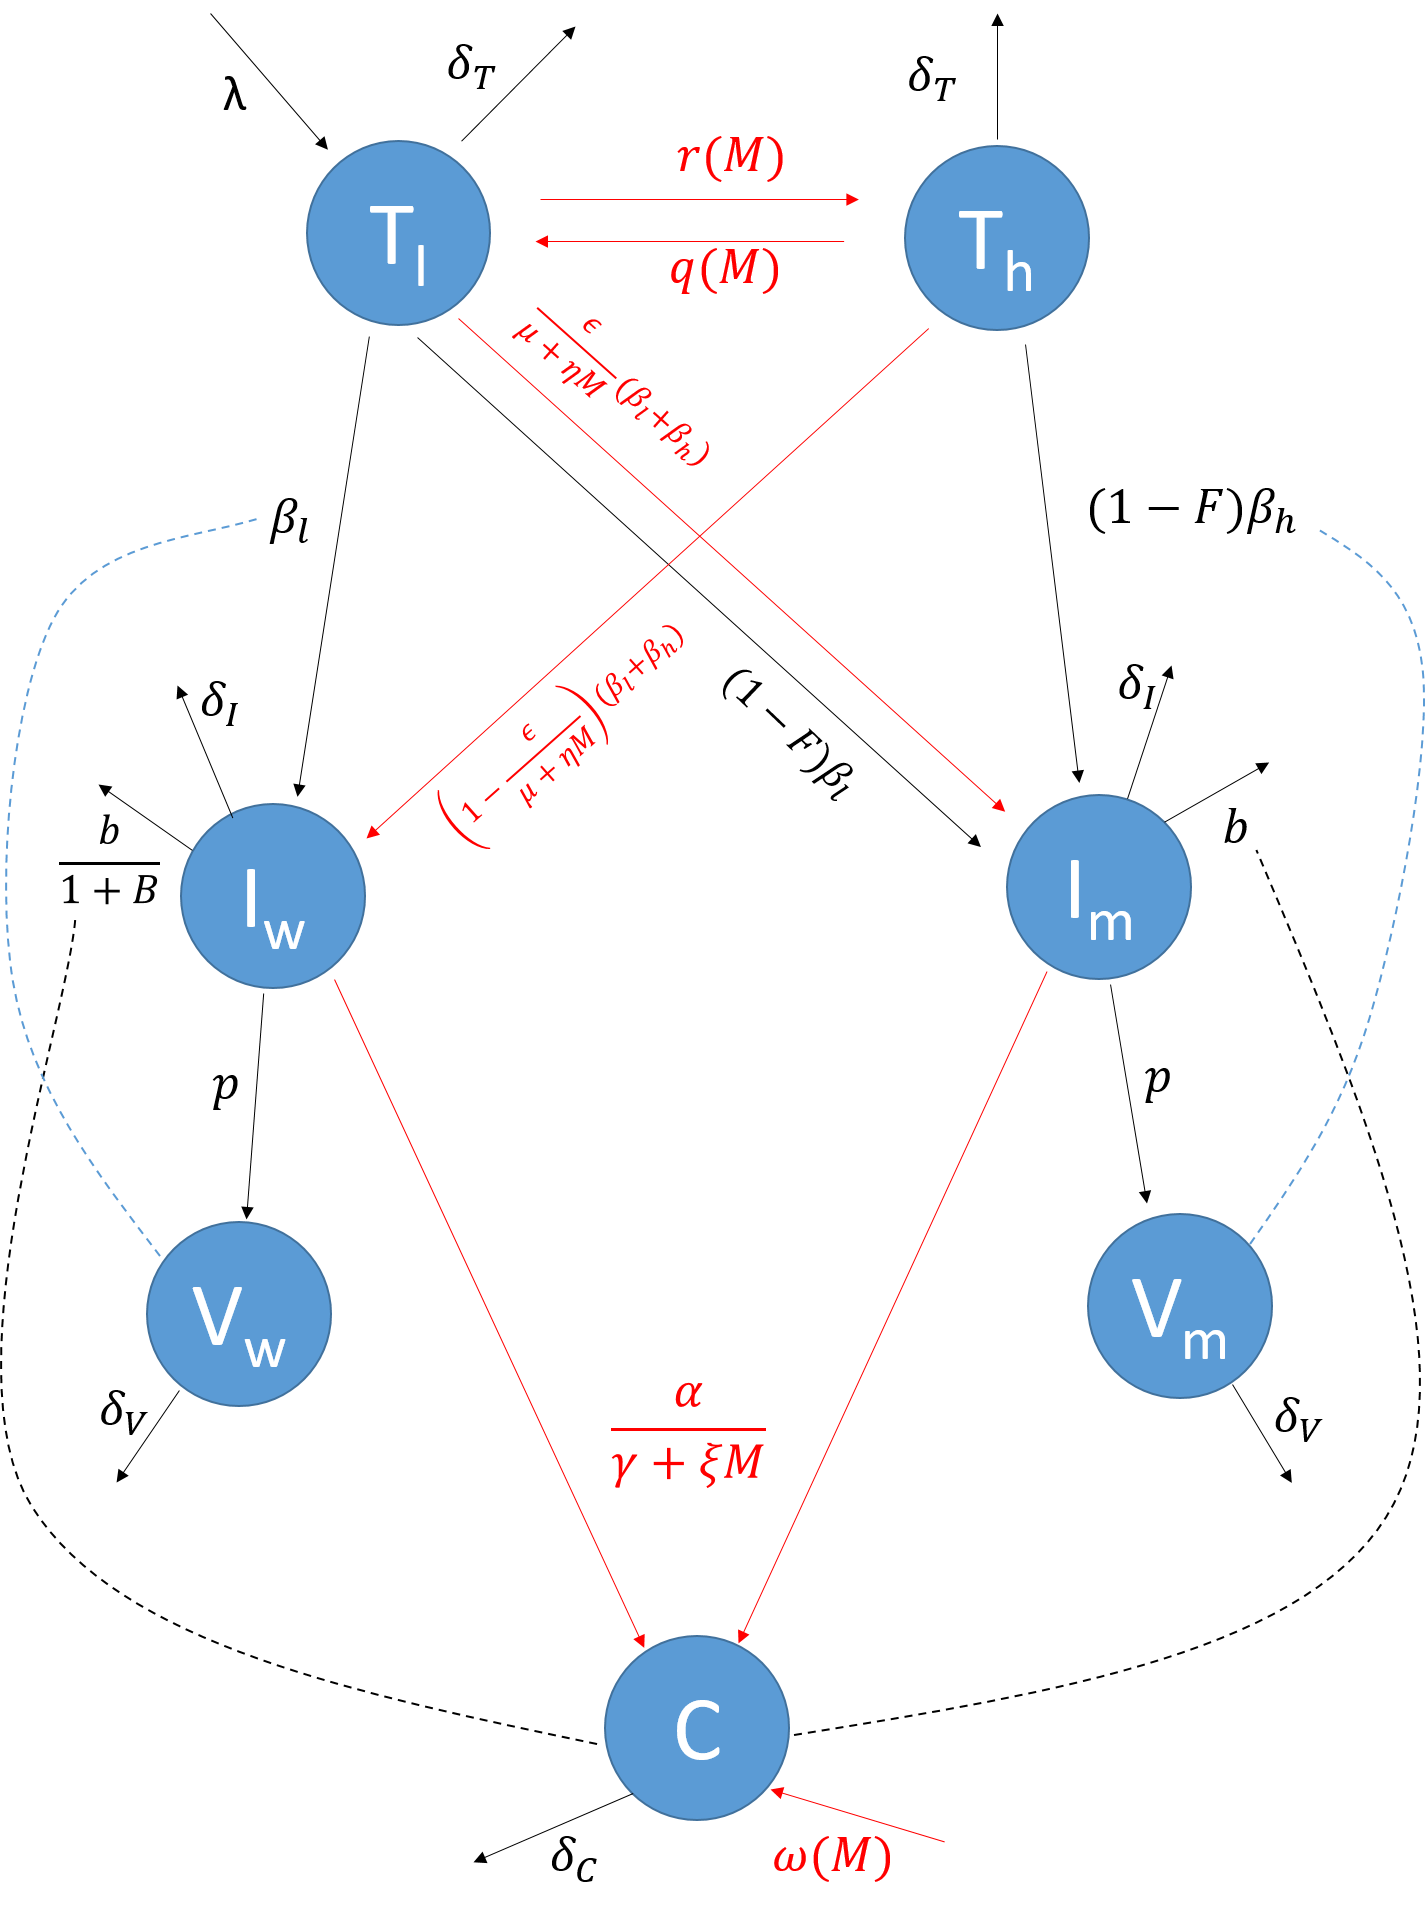 λ
δ_T
δ_T
r(M)
T_l
T_h
q(M)
ϵ/(μ + ηM) (β_l+β_h)
β_l
(1 − F)β_h
(1 − ϵ/(μ + ηM)) (β_l+β_h)
(1 − F)β_l
δ_I
δ_I
b/(1 + B)
b
I_w
I_m
p
p
V_w
V_m
δ_V
δ_V
α/(γ + ξM)
C
δ_C
ω(M)